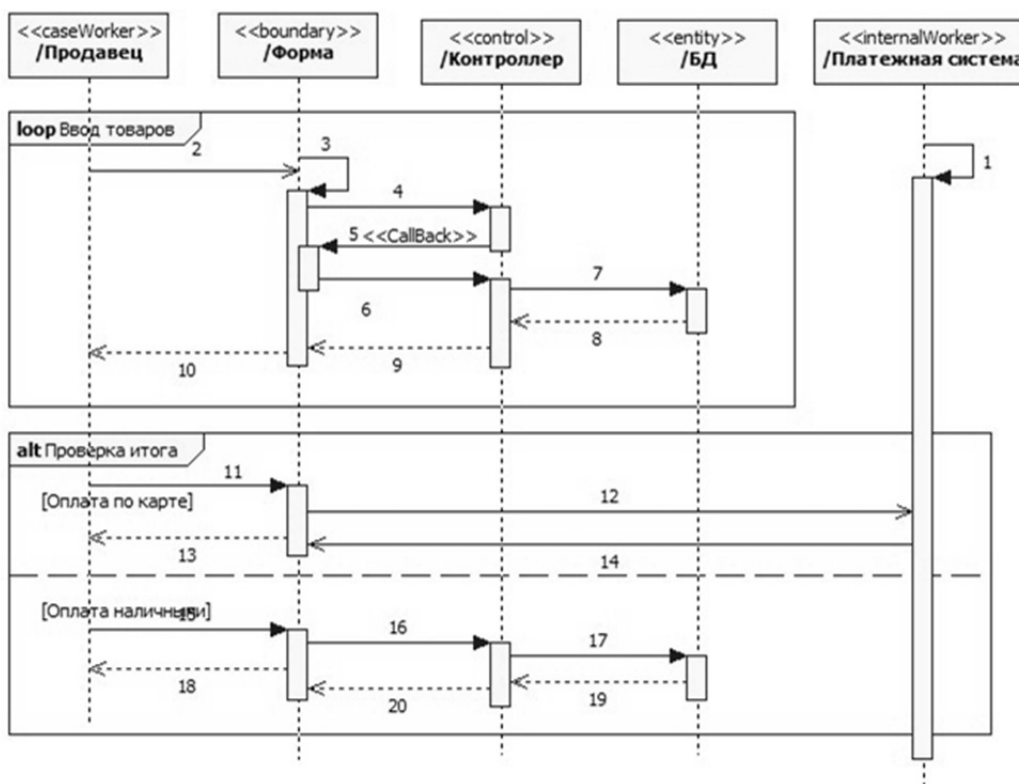 <<caseWorker>>
/Продавец
<<boundary>>
/Форма
<<control>>
/Контроллер
<<entity>>
/БД
<<internalWorker>>
/Платежная система
loop Ввод товаров
2
3
1
4
5 <<CallBack>>
7
6
8
9
10
alt Проверка итога
11
[Оплата по карте]
12
13
14
[Оплата наличными]
15
16
17
18
20
19